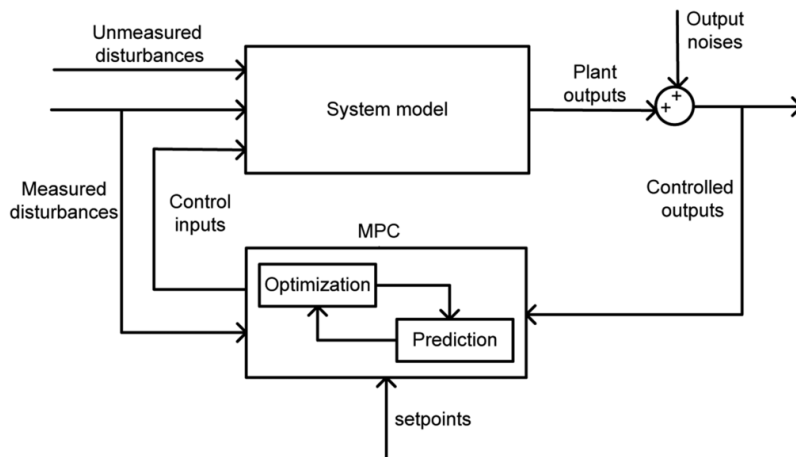 Unmeasured
disturbances
Output
noises
System model
Plant
outputs
+
+
Measured
disturbances
Control
inputs
Controlled
outputs
MPC
Optimization
Prediction
setpoints